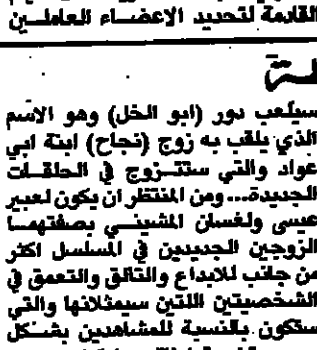 القادمة لتحديد الاعضاء العاملين
سيلعب دور (ابو الخل) وهو الاسم
الذي يلقب به زوج (نجاح) ابنة ابي
عواد والتي ستتزوج في الحلقات
الجديدة... ومن المنتظر ان يكون لعبير
عيسى ولغسان المشيني بصفتهما
الزوجين الجديدين في المسلسل اكثر
من جانب للابداع والتالق والتعمق في
الشخصيتين اللتين سيمثلانها والتي
ستكون بالنسبة للمشاهدين بشكل